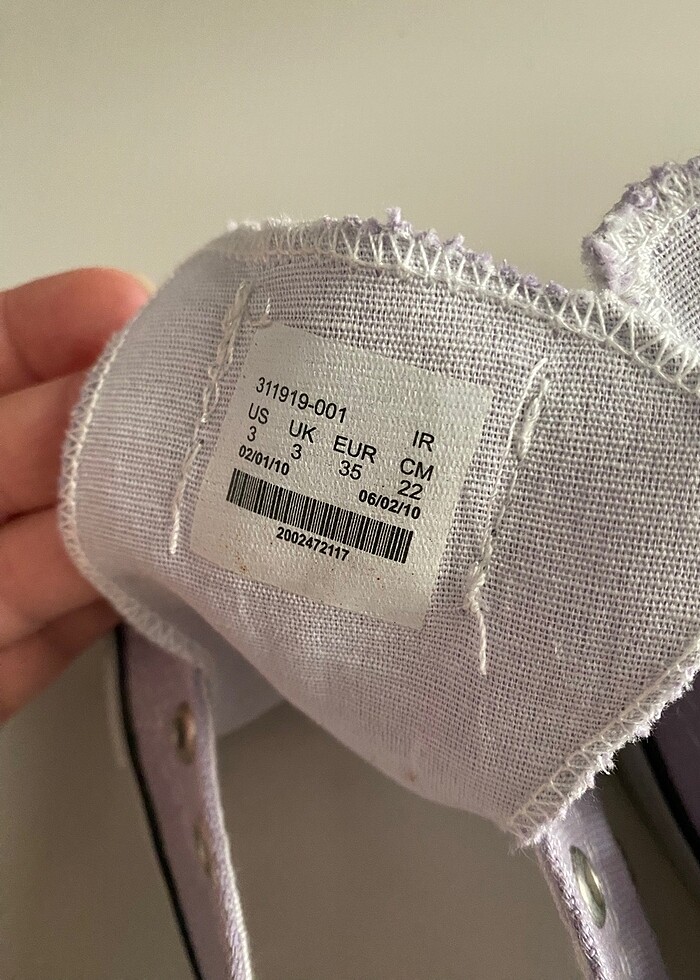 311919-001 IR
US UK EUR CM
3 3 35 22
02/01/10 06/02/10
2002472117